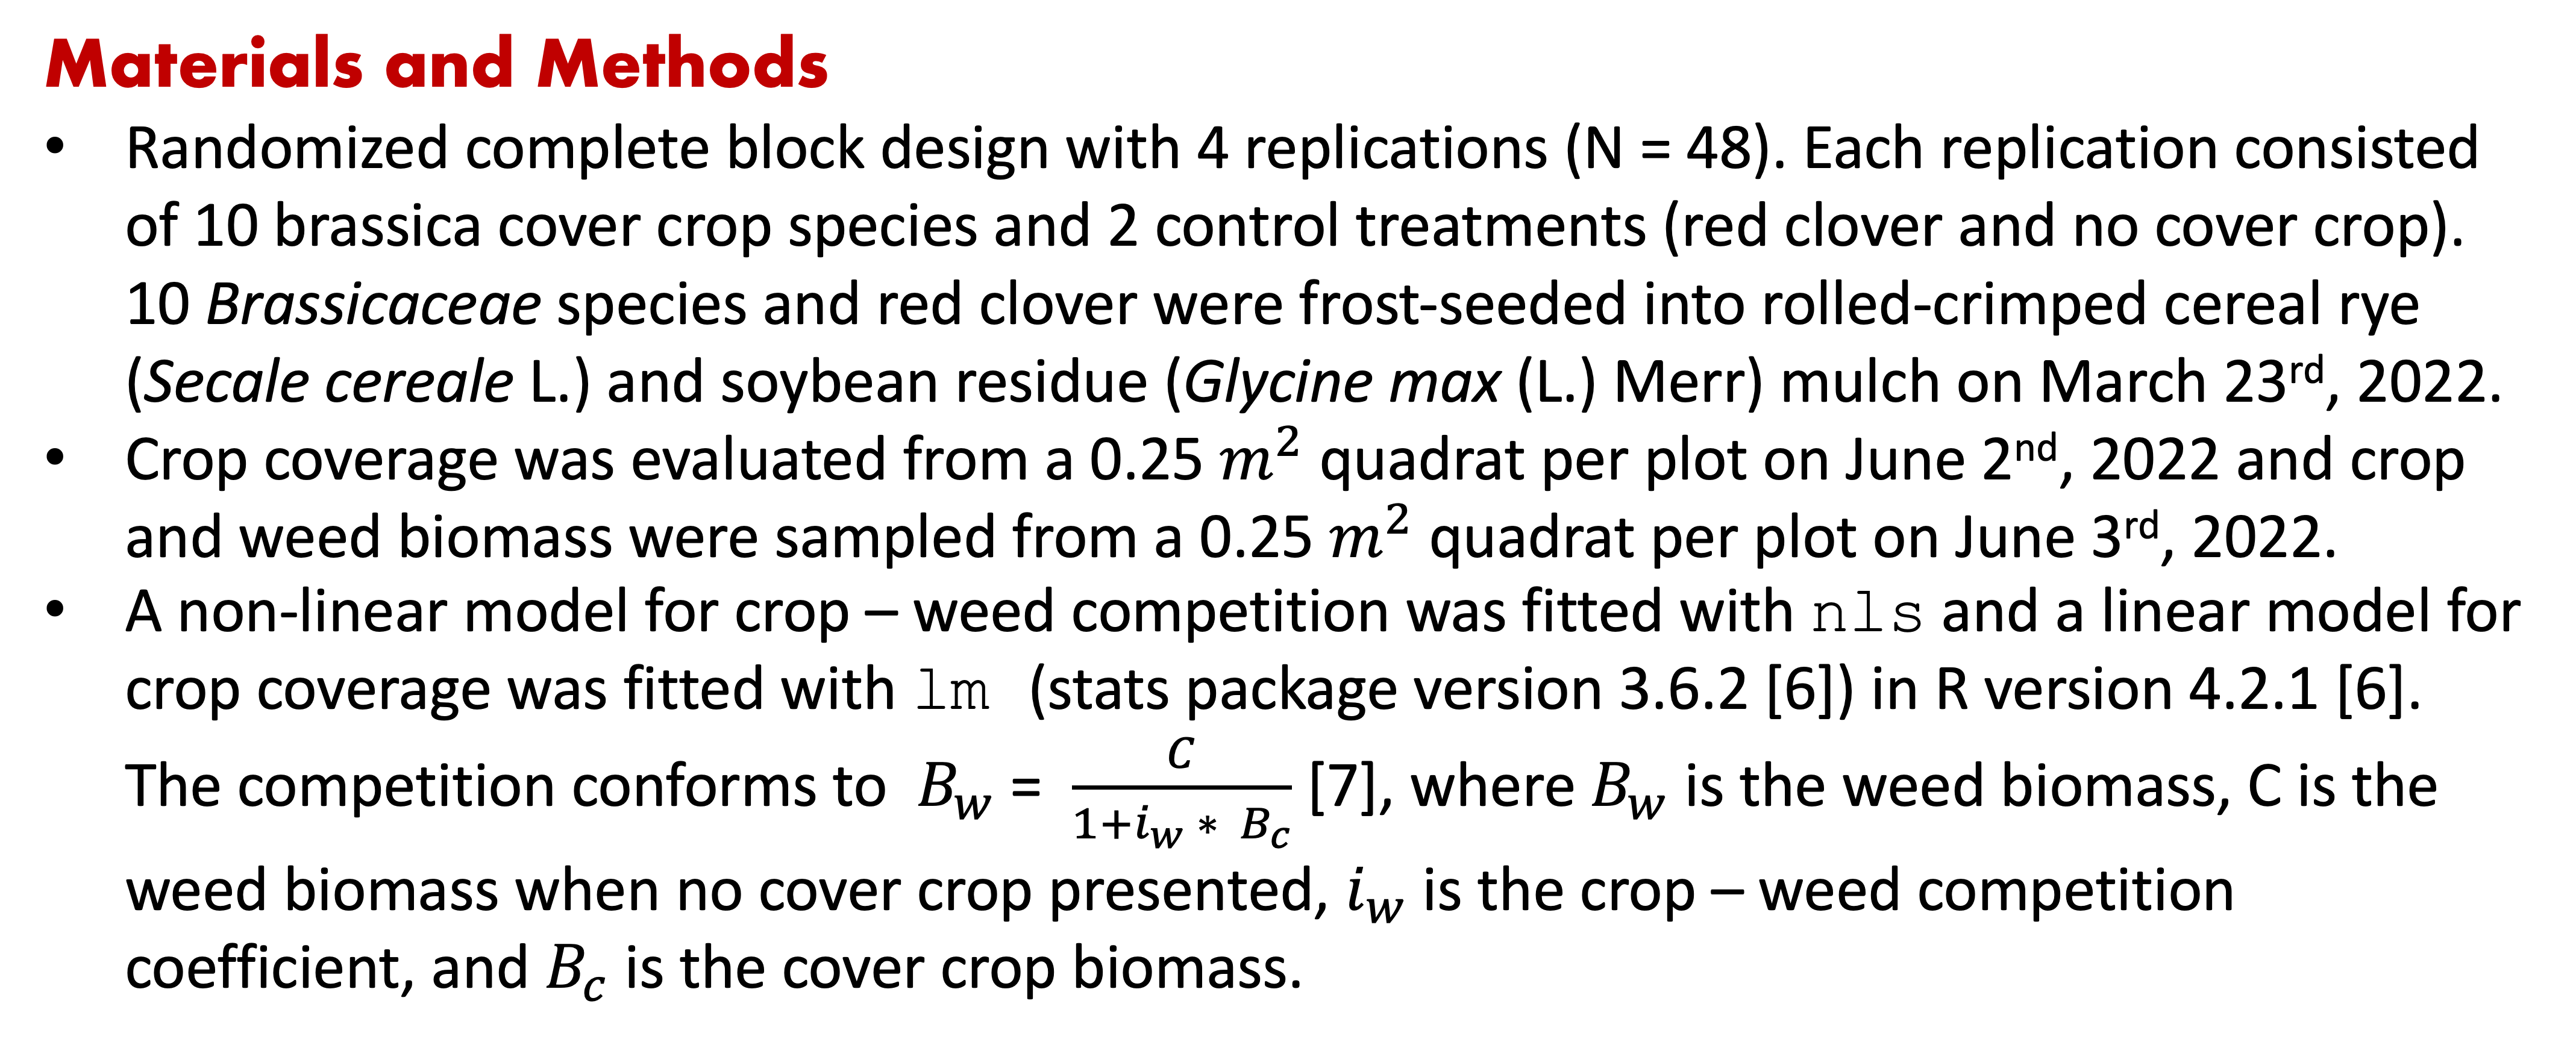 Materials and Methods
• Randomized complete block design with 4 replications (N = 48). Each replication consisted
of 10 brassica cover crop species and 2 control treatments (red clover and no cover crop).
10 Brassicaceae species and red clover were frost-seeded into rolled-crimped cereal rye
(Secale cereale L.) and soybean residue (Glycine max (L.) Merr) mulch on March 23rd, 2022.
• Crop coverage was evaluated from a 0.25 m² quadrat per plot on June 2nd, 2022 and crop
and weed biomass were sampled from a 0.25 m² quadrat per plot on June 3rd, 2022.
• A non-linear model for crop – weed competition was fitted with nls and a linear model for
crop coverage was fitted with lm (stats package version 3.6.2 [6]) in R version 4.2.1 [6].
The competition conforms to B_w = C / (1+i_w * B_c) [7], where B_w is the weed biomass, C is the
weed biomass when no cover crop presented, i_w is the crop – weed competition
coefficient, and B_c is the cover crop biomass.